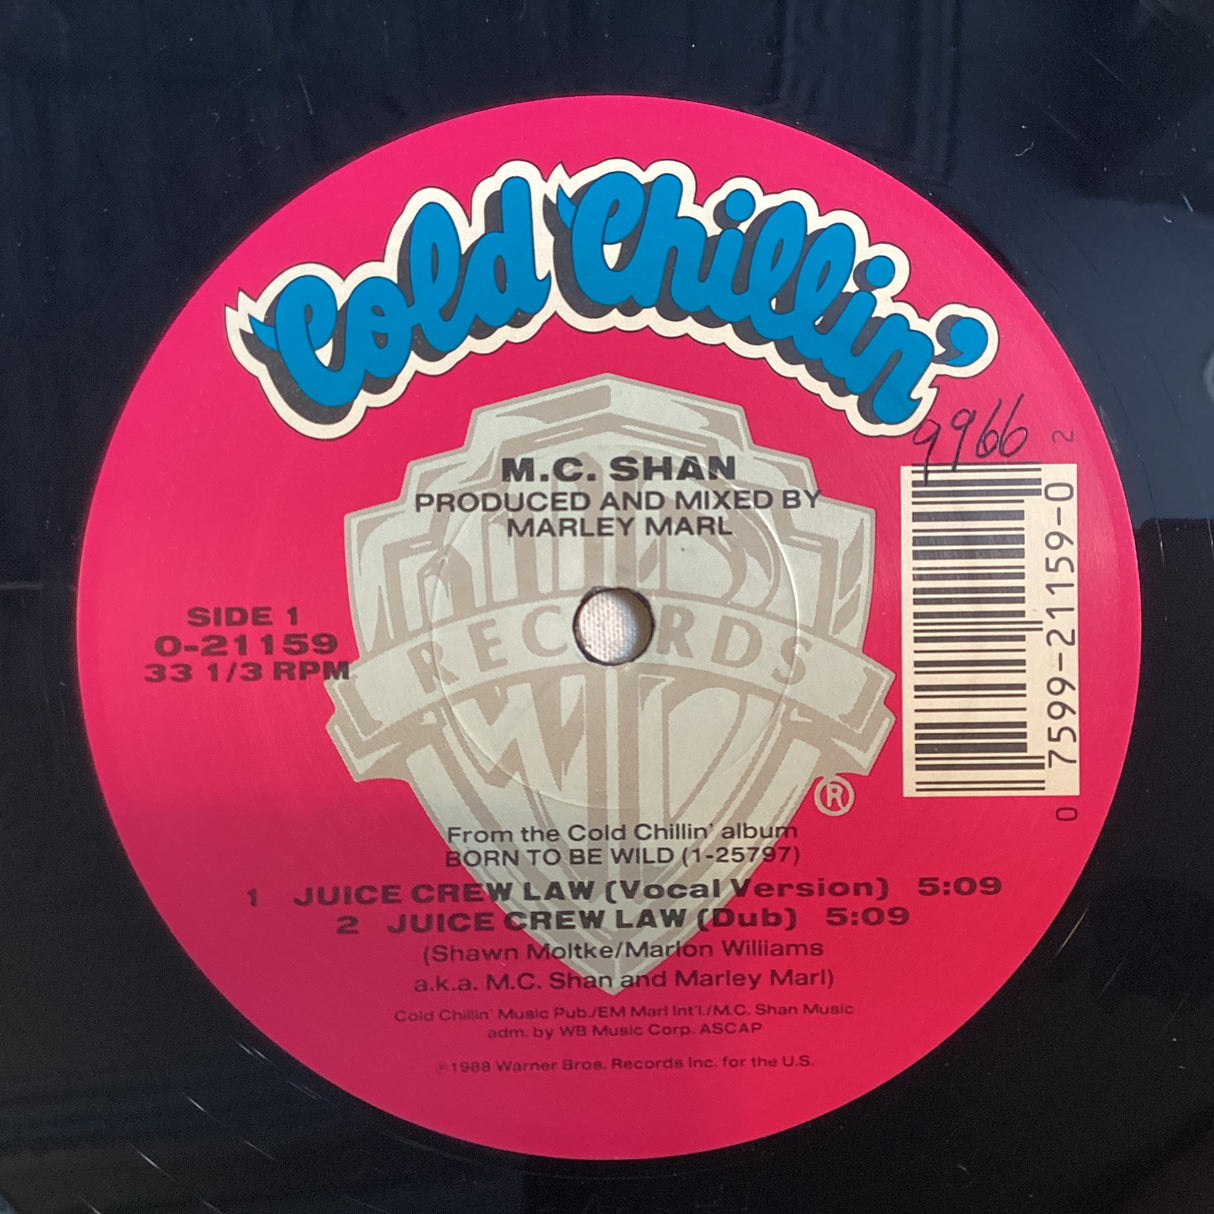 Cold Chillin'
9966
M.C. SHAN
PRODUCED AND MIXED BY
MARLEY MARL
SIDE 1
0-21159
33 1/3 RPM
RECORDS
®
0 7599-21159-0 2
From the Cold Chillin' album
BORN TO BE WILD (1-25797)
1 JUICE CREW LAW (Vocal Version) 5:09
2 JUICE CREW LAW (Dub) 5:09
(Shawn Moltke/Marlon Williams
a.k.a. M.C. Shan and Marley Marl)
Cold Chillin' Music Pub./EM Marl Int'l./M.C. Shan Music
adm. by WB Music Corp. ASCAP
℗1988 Warner Bros. Records Inc. for the U.S.